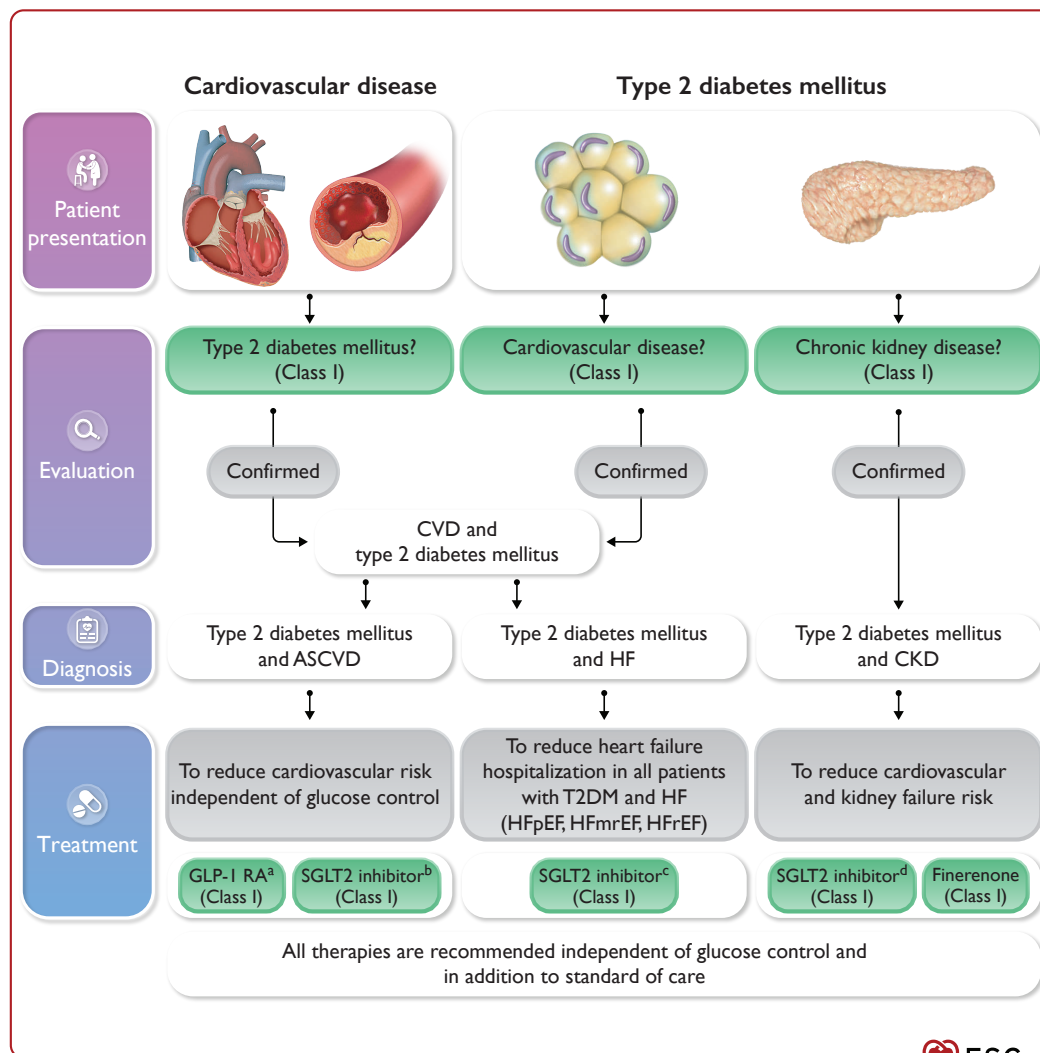 Cardiovascular disease
Type 2 diabetes mellitus
Patient
presentation
Type 2 diabetes mellitus?
(Class I)
Cardiovascular disease?
(Class I)
Chronic kidney disease?
(Class I)
Evaluation
Confirmed
Confirmed
Confirmed
CVD and
type 2 diabetes mellitus
Diagnosis
Type 2 diabetes mellitus
and ASCVD
Type 2 diabetes mellitus
and HF
Type 2 diabetes mellitus
and CKD
Treatment
To reduce cardiovascular risk
independent of glucose control
To reduce heart failure
hospitalization in all patients
with T2DM and HF
(HFpEF, HFmrEF, HFrEF)
To reduce cardiovascular
and kidney failure risk
GLP-1 RAᵃ
(Class I)
SGLT2 inhibitorᵇ
(Class I)
SGLT2 inhibitorᶜ
(Class I)
SGLT2 inhibitorᵈ
(Class I)
Finerenone
(Class I)
All therapies are recommended independent of glucose control and
in addition to standard of care
ESC